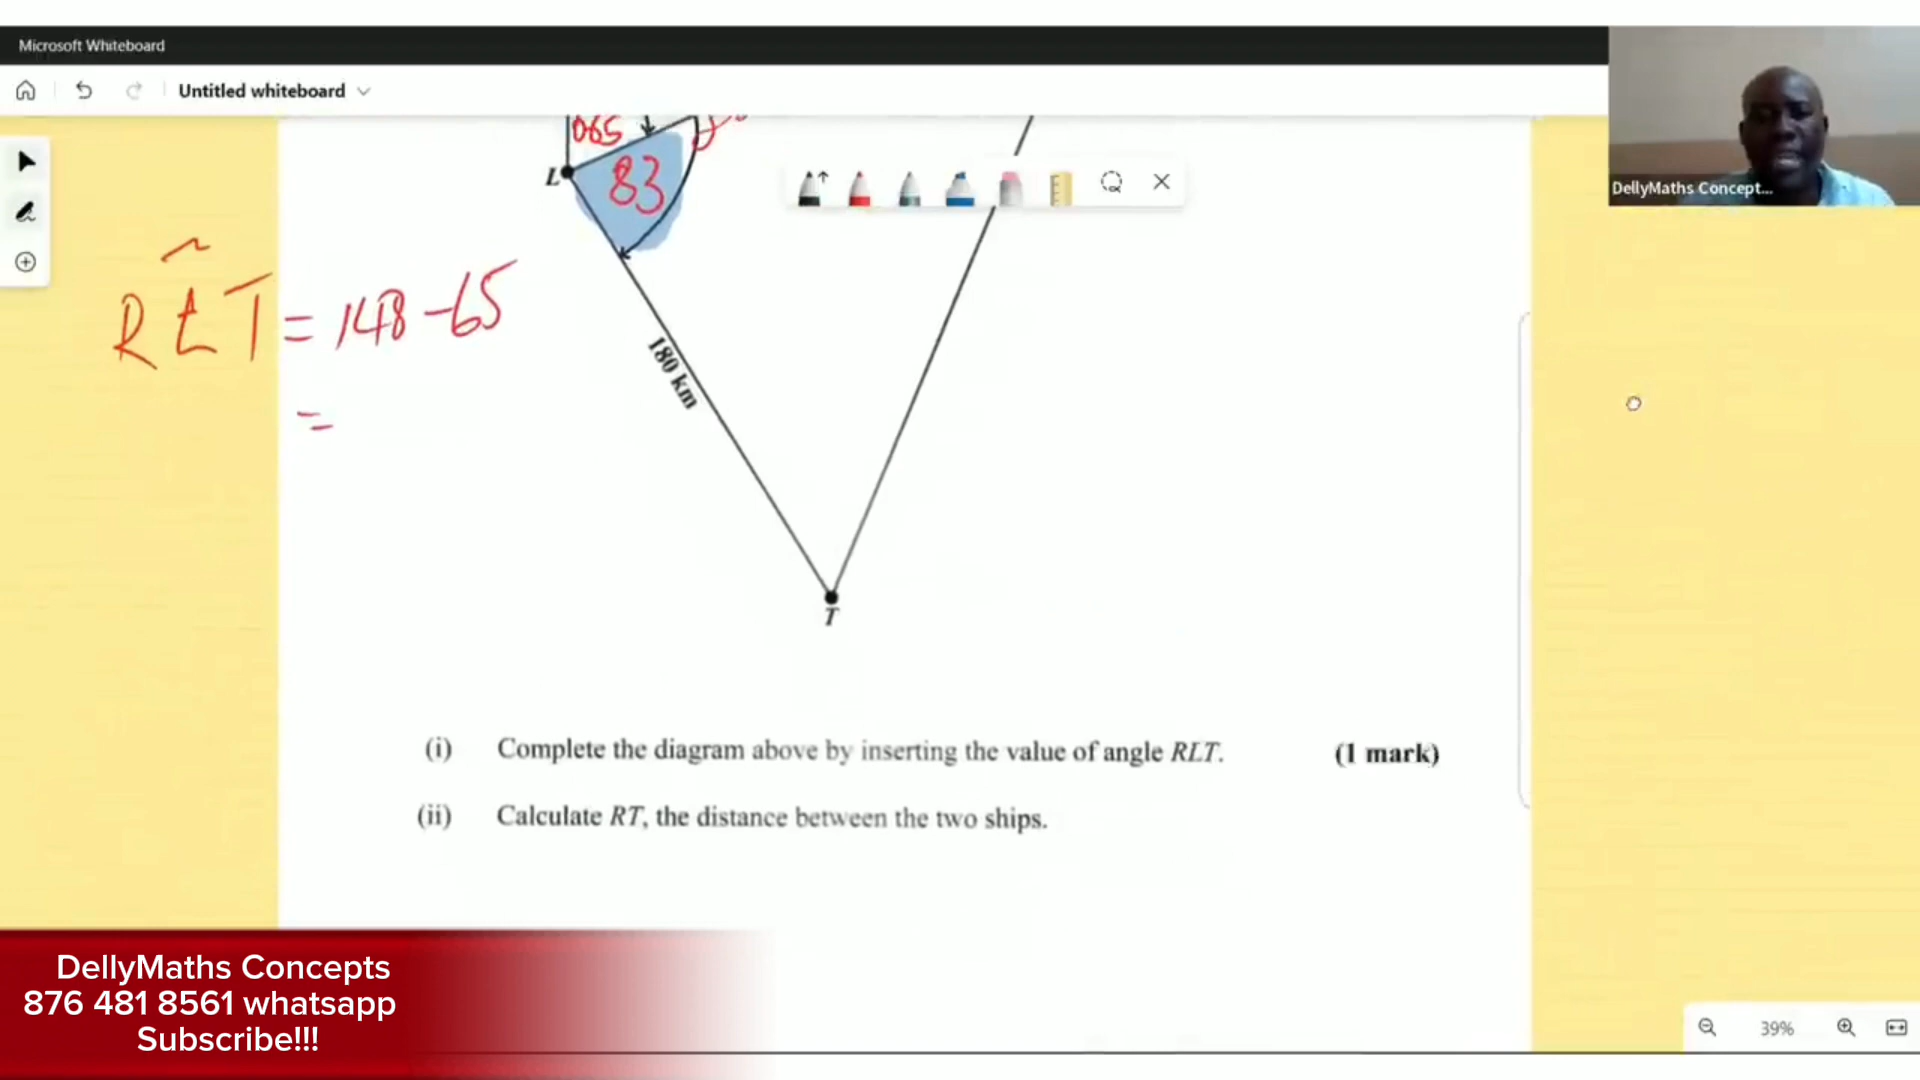 Microsoft Whiteboard
Untitled whiteboard
DellyMaths Concept...
065
L
83
RLT = 148-65
=
180 km
T
(i) Complete the diagram above by inserting the value of angle RLT. (1 mark)
(ii) Calculate RT, the distance between the two ships.
DellyMaths Concepts
876 481 8561 whatsapp
Subscribe!!!
39%